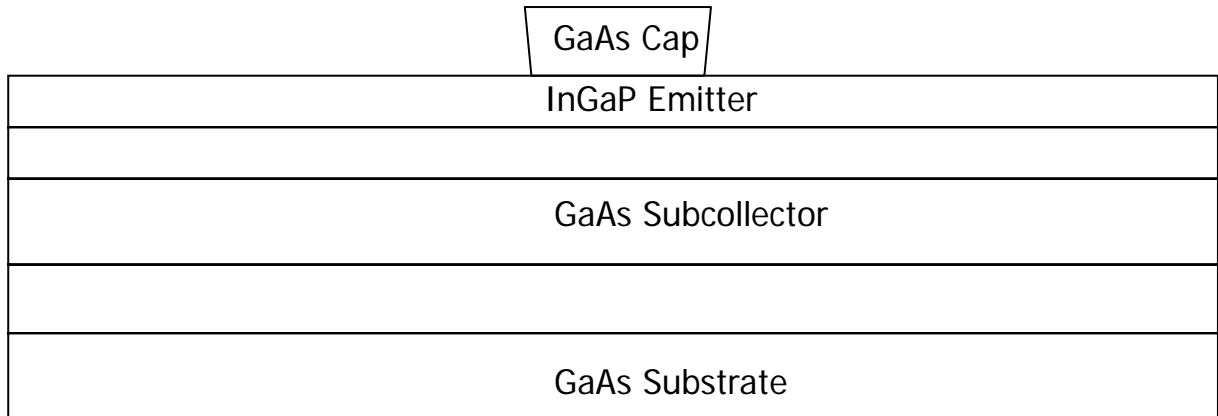 GaAs Cap
InGaP Emitter
GaAs Subcollector
GaAs Substrate